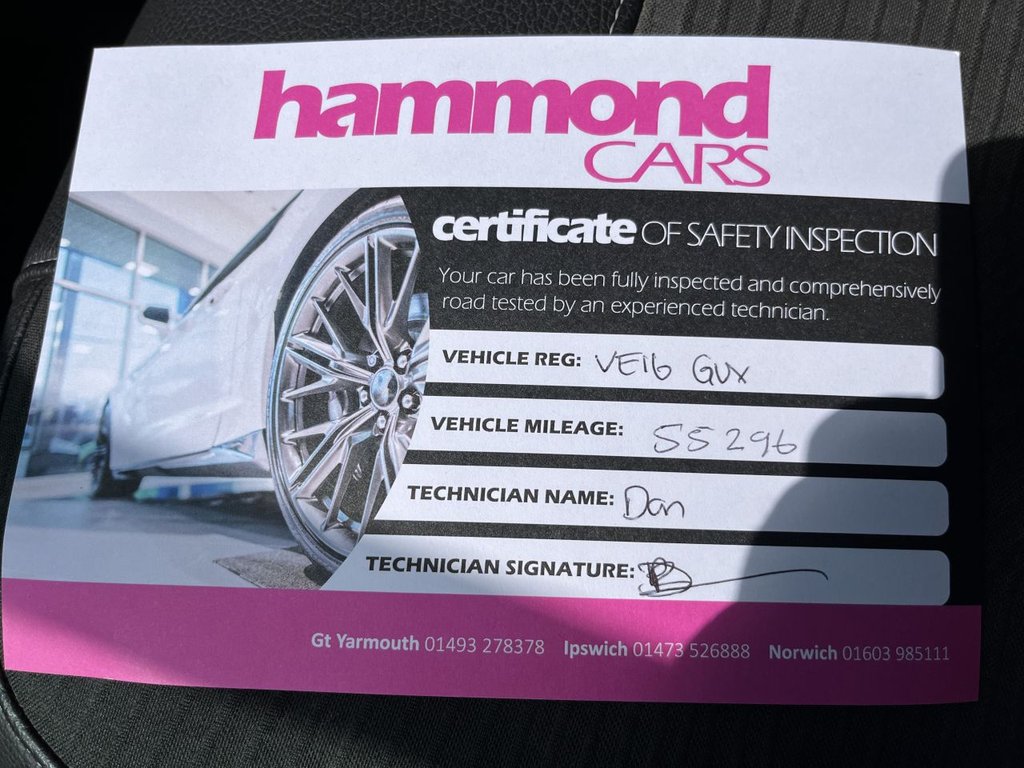 hammond
CARS
certificate OF SAFETY INSPECTION
Your car has been fully inspected and comprehensively
road tested by an experienced technician.
VEHICLE REG: VE16 GUX
VEHICLE MILEAGE: 55296
TECHNICIAN NAME: Dan
TECHNICIAN SIGNATURE:
Gt Yarmouth 01493 278378 Ipswich 01473 526888 Norwich 01603 985111